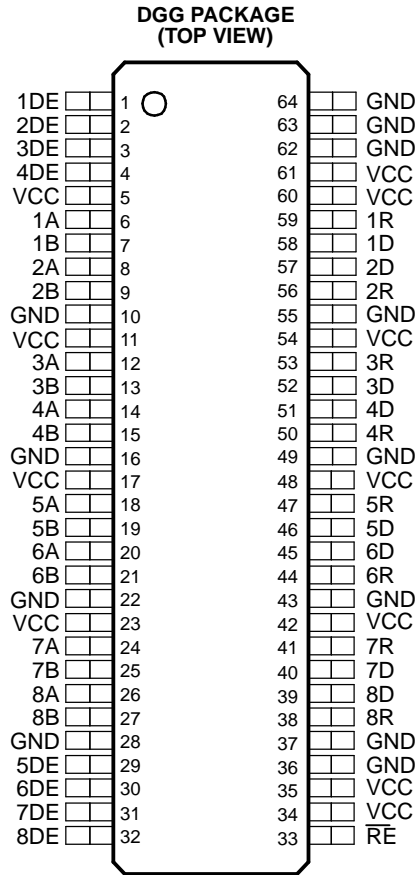 DGG PACKAGE
(TOP VIEW)
1DE 1 64 GND
2DE 2 63 GND
3DE 3 62 GND
4DE 4 61 VCC
VCC 5 60 VCC
1A 6 59 1R
1B 7 58 1D
2A 8 57 2D
2B 9 56 2R
GND 10 55 GND
VCC 11 54 VCC
3A 12 53 3R
3B 13 52 3D
4A 14 51 4D
4B 15 50 4R
GND 16 49 GND
VCC 17 48 VCC
5A 18 47 5R
5B 19 46 5D
6A 20 45 6D
6B 21 44 6R
GND 22 43 GND
VCC 23 42 VCC
7A 24 41 7R
7B 25 40 7D
8A 26 39 8D
8B 27 38 8R
GND 28 37 GND
5DE 29 36 GND
6DE 30 35 VCC
7DE 31 34 VCC
8DE 32 33 R̅E̅